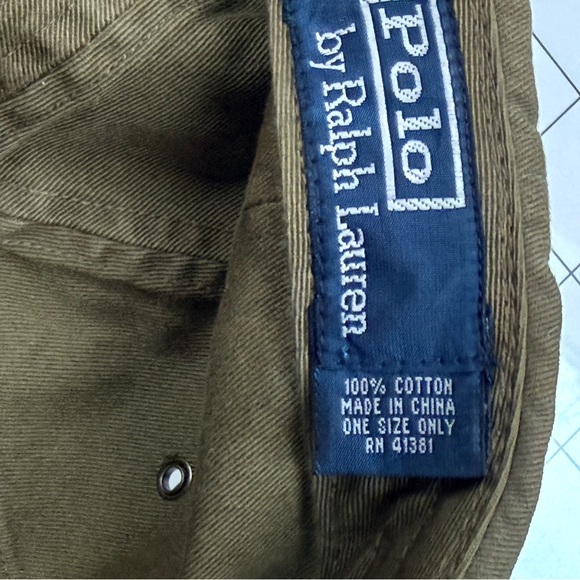 Polo
by Ralph Lauren
100% COTTON
MADE IN CHINA
ONE SIZE ONLY
RN 41381